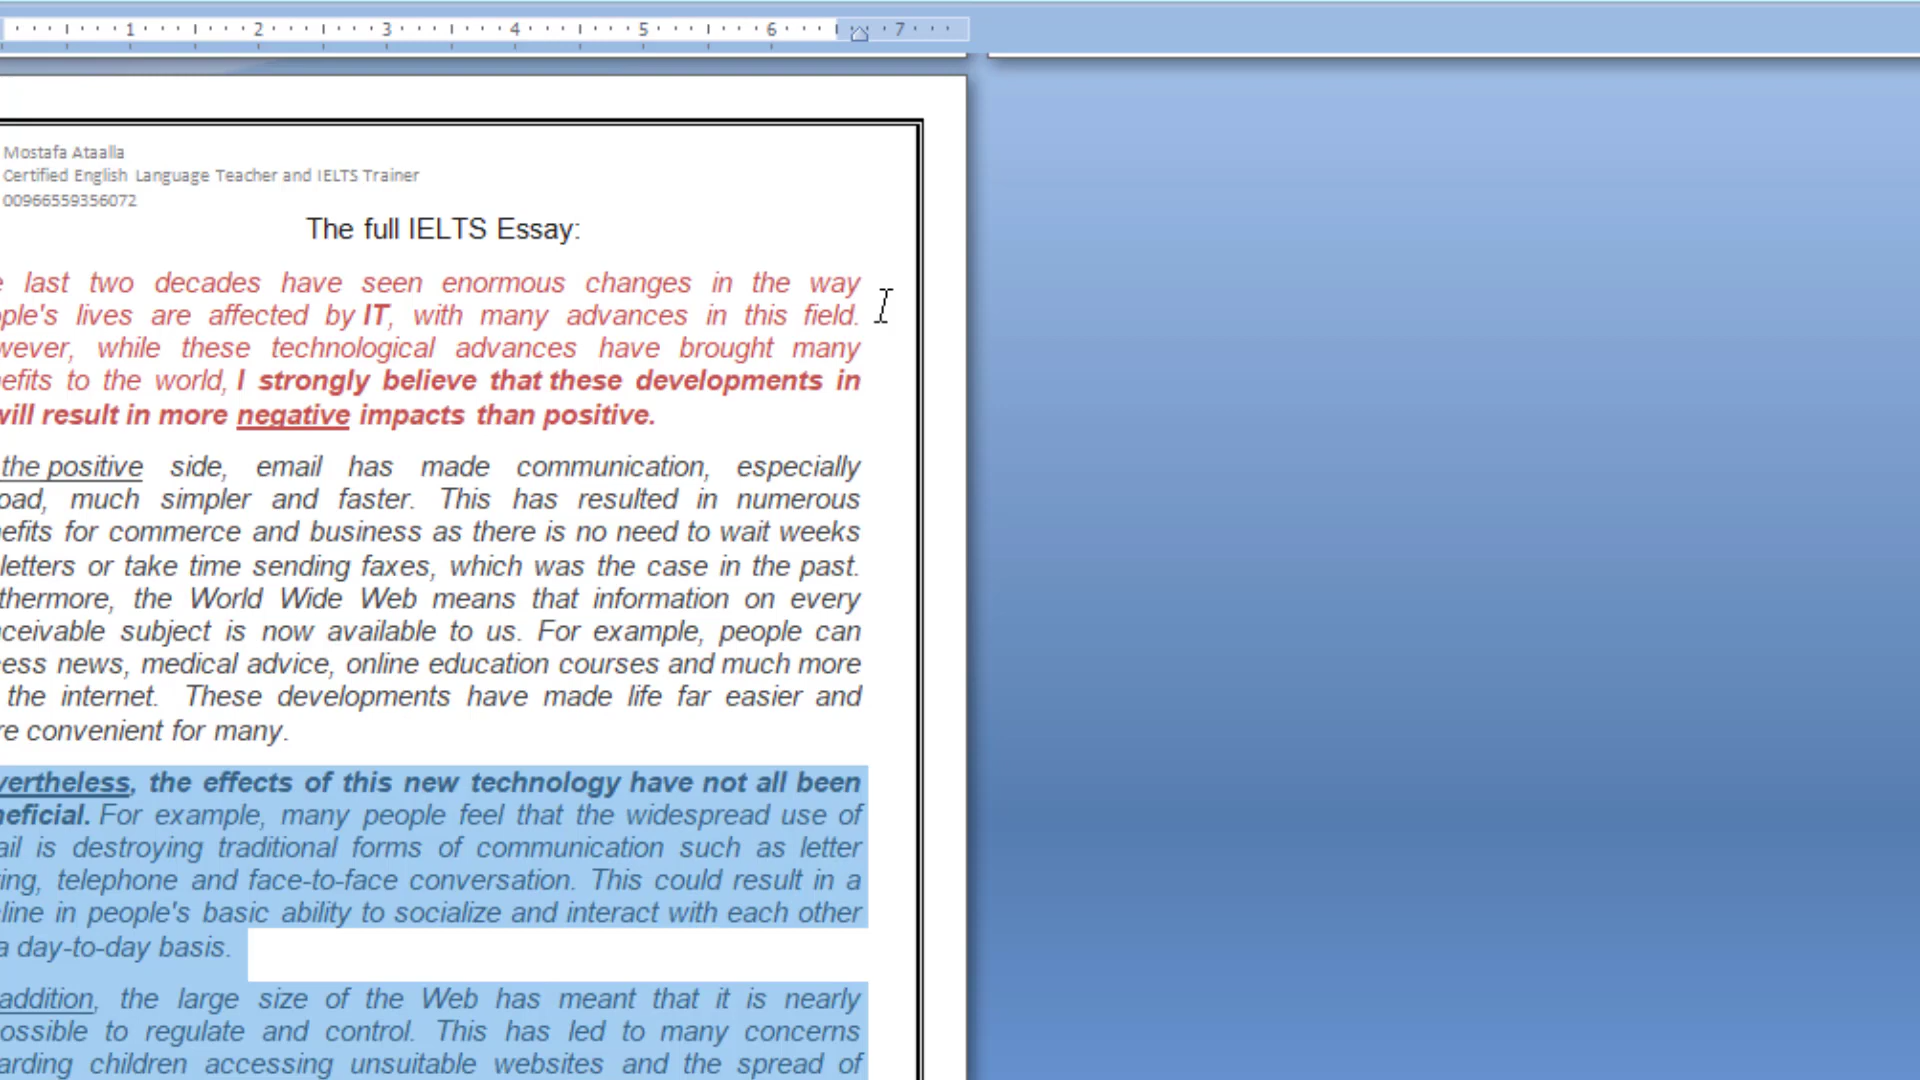 1 2 3 4 5 6 7
Mostafa Ataalla
Certified English Language Teacher and IELTS Trainer
00966559356072
The full IELTS Essay:
last two decades have seen enormous changes in the way
ple's lives are affected by IT, with many advances in this field.
wever, while these technological advances have brought many
efits to the world, I strongly believe that these developments in
will result in more negative impacts than positive.
the positive side, email has made communication, especially
oad, much simpler and faster. This has resulted in numerous
efits for commerce and business as there is no need to wait weeks
letters or take time sending faxes, which was the case in the past.
thermore, the World Wide Web means that information on every
ceivable subject is now available to us. For example, people can
ess news, medical advice, online education courses and much more
the internet. These developments have made life far easier and
re convenient for many.
vertheless, the effects of this new technology have not all been
neficial. For example, many people feel that the widespread use of
ail is destroying traditional forms of communication such as letter
ing, telephone and face-to-face conversation. This could result in a
line in people's basic ability to socialize and interact with each other
a day-to-day basis.
addition, the large size of the Web has meant that it is nearly
ossible to regulate and control. This has led to many concerns
arding children accessing unsuitable websites and the spread of